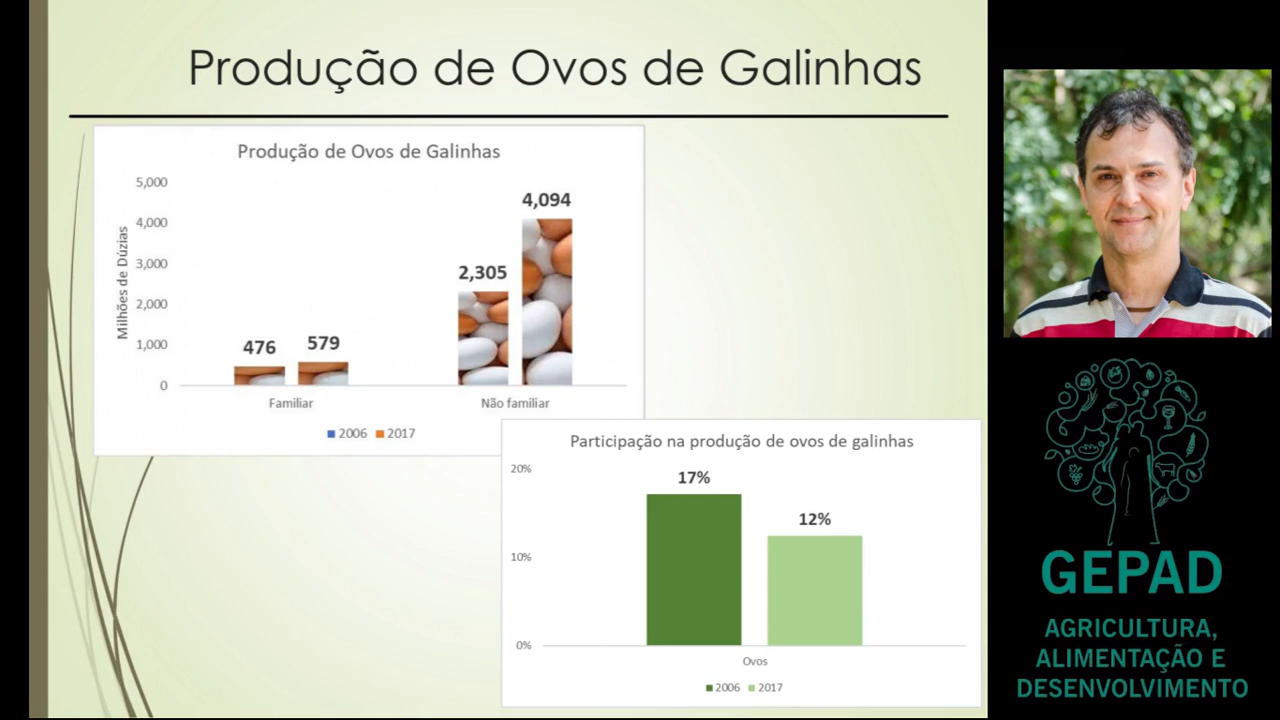 Produção de Ovos de Galinhas
Produção de Ovos de Galinhas
Milhões de Dúzias
5,000
4,000
3,000
2,000
1,000
0
476
579
2,305
4,094
Familiar
Não familiar
2006
2017
Participação na produção de ovos de galinhas
20%
10%
0%
17%
12%
Ovos
2006
2017
GEPAD
AGRICULTURA,
ALIMENTAÇÃO E
DESENVOLVIMENTO